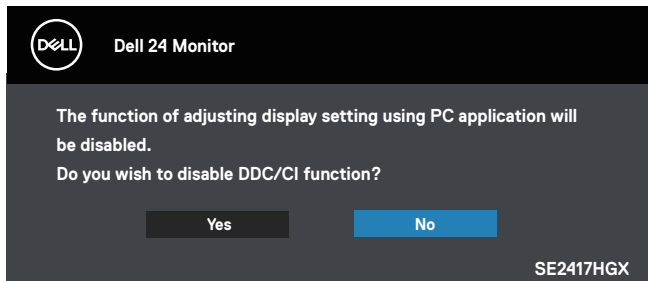 DELL
Dell 24 Monitor
The function of adjusting display setting using PC application will
be disabled.
Do you wish to disable DDC/CI function?
Yes
No
SE2417HGX